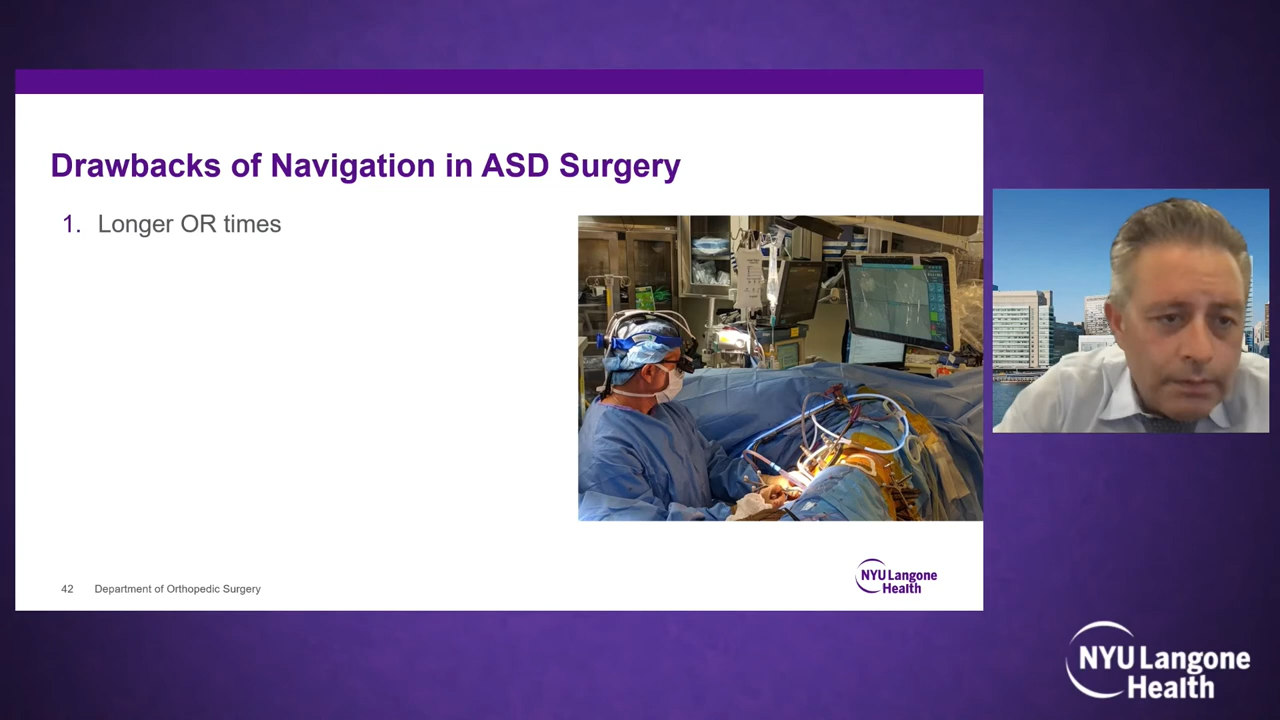 Drawbacks of Navigation in ASD Surgery
1. Longer OR times
42 Department of Orthopedic Surgery
NYU Langone
Health
NYU Langone
Health